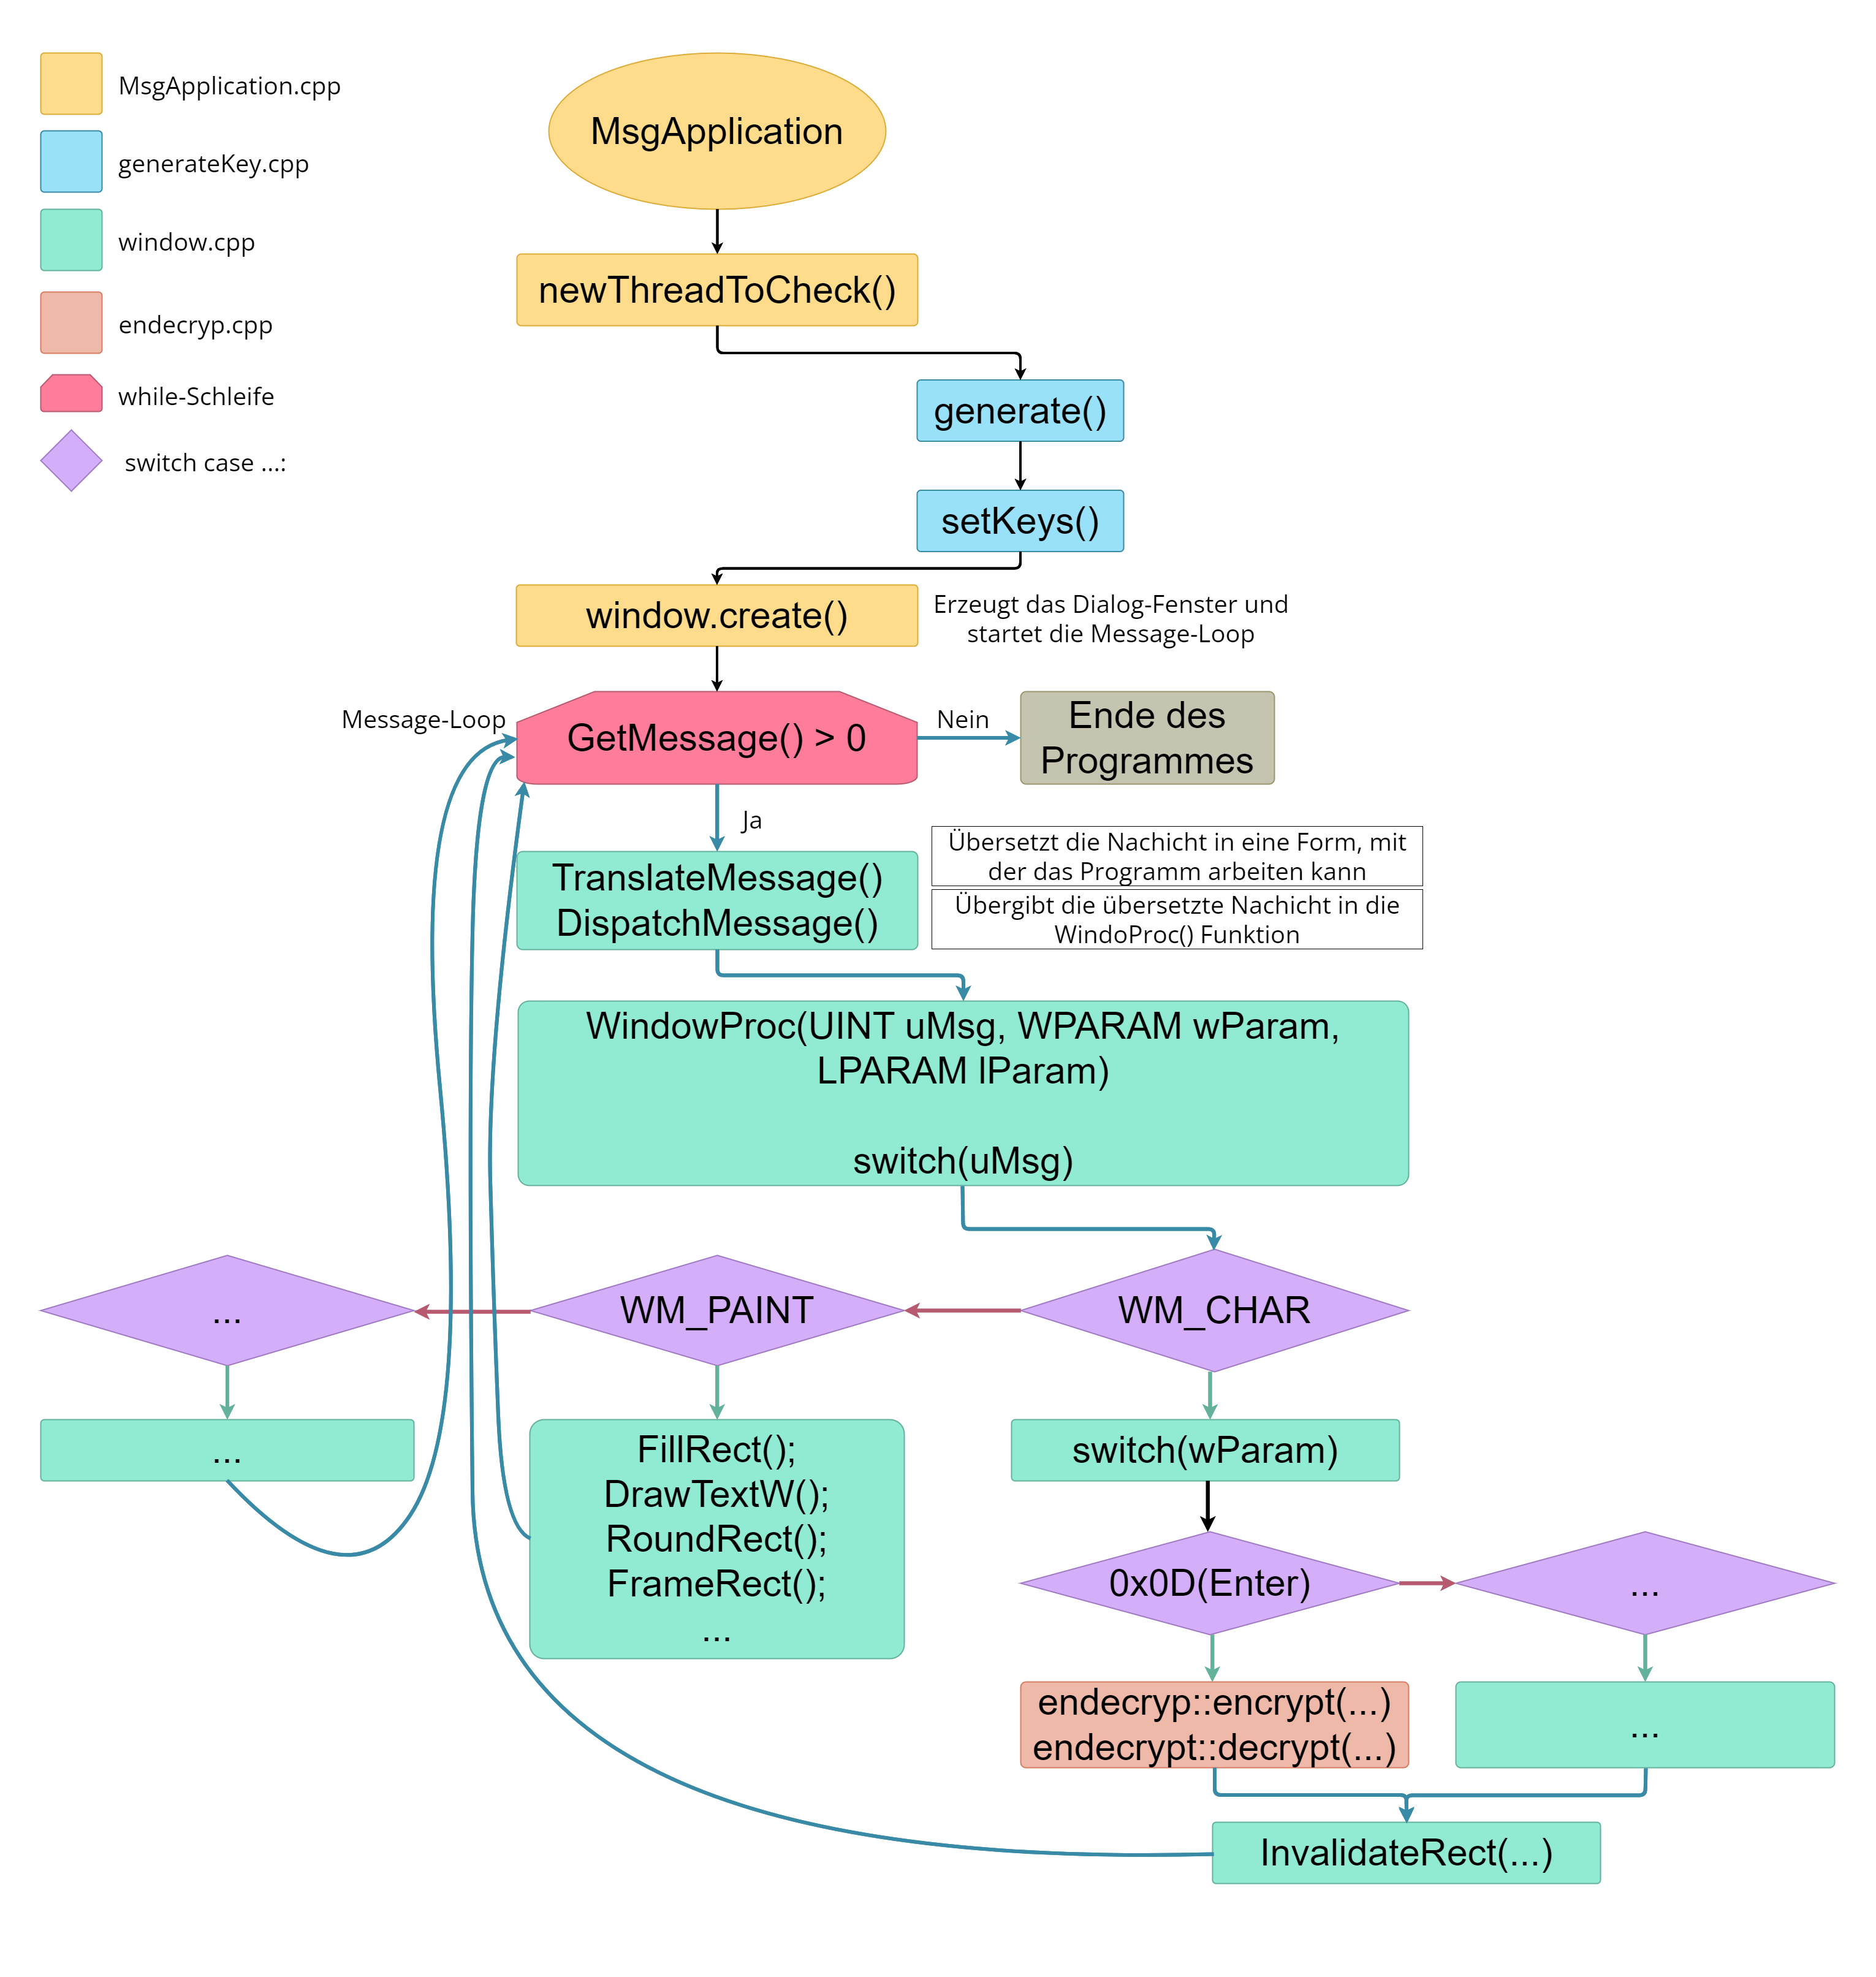 MsgApplication.cpp
generateKey.cpp
window.cpp
endecryp.cpp
while-Schleife
switch case ...:
MsgApplication
newThreadToCheck()
generate()
setKeys()
window.create()
Erzeugt das Dialog-Fenster und
startet die Message-Loop
Message-Loop
GetMessage() > 0
Nein
Ende des
Programmes
Ja
TranslateMessage()
DispatchMessage()
Übersetzt die Nachicht in eine Form, mit
der das Programm arbeiten kann
Übergibt die übersetzte Nachicht in die
WindoProc() Funktion
WindowProc(UINT uMsg, WPARAM wParam,
LPARAM lParam)
switch(uMsg)
...
WM_PAINT
WM_CHAR
...
FillRect();
DrawTextW();
RoundRect();
FrameRect();
...
switch(wParam)
0x0D(Enter)
...
endecryp::encrypt(...)
endecrypt::decrypt(...)
...
InvalidateRect(...)